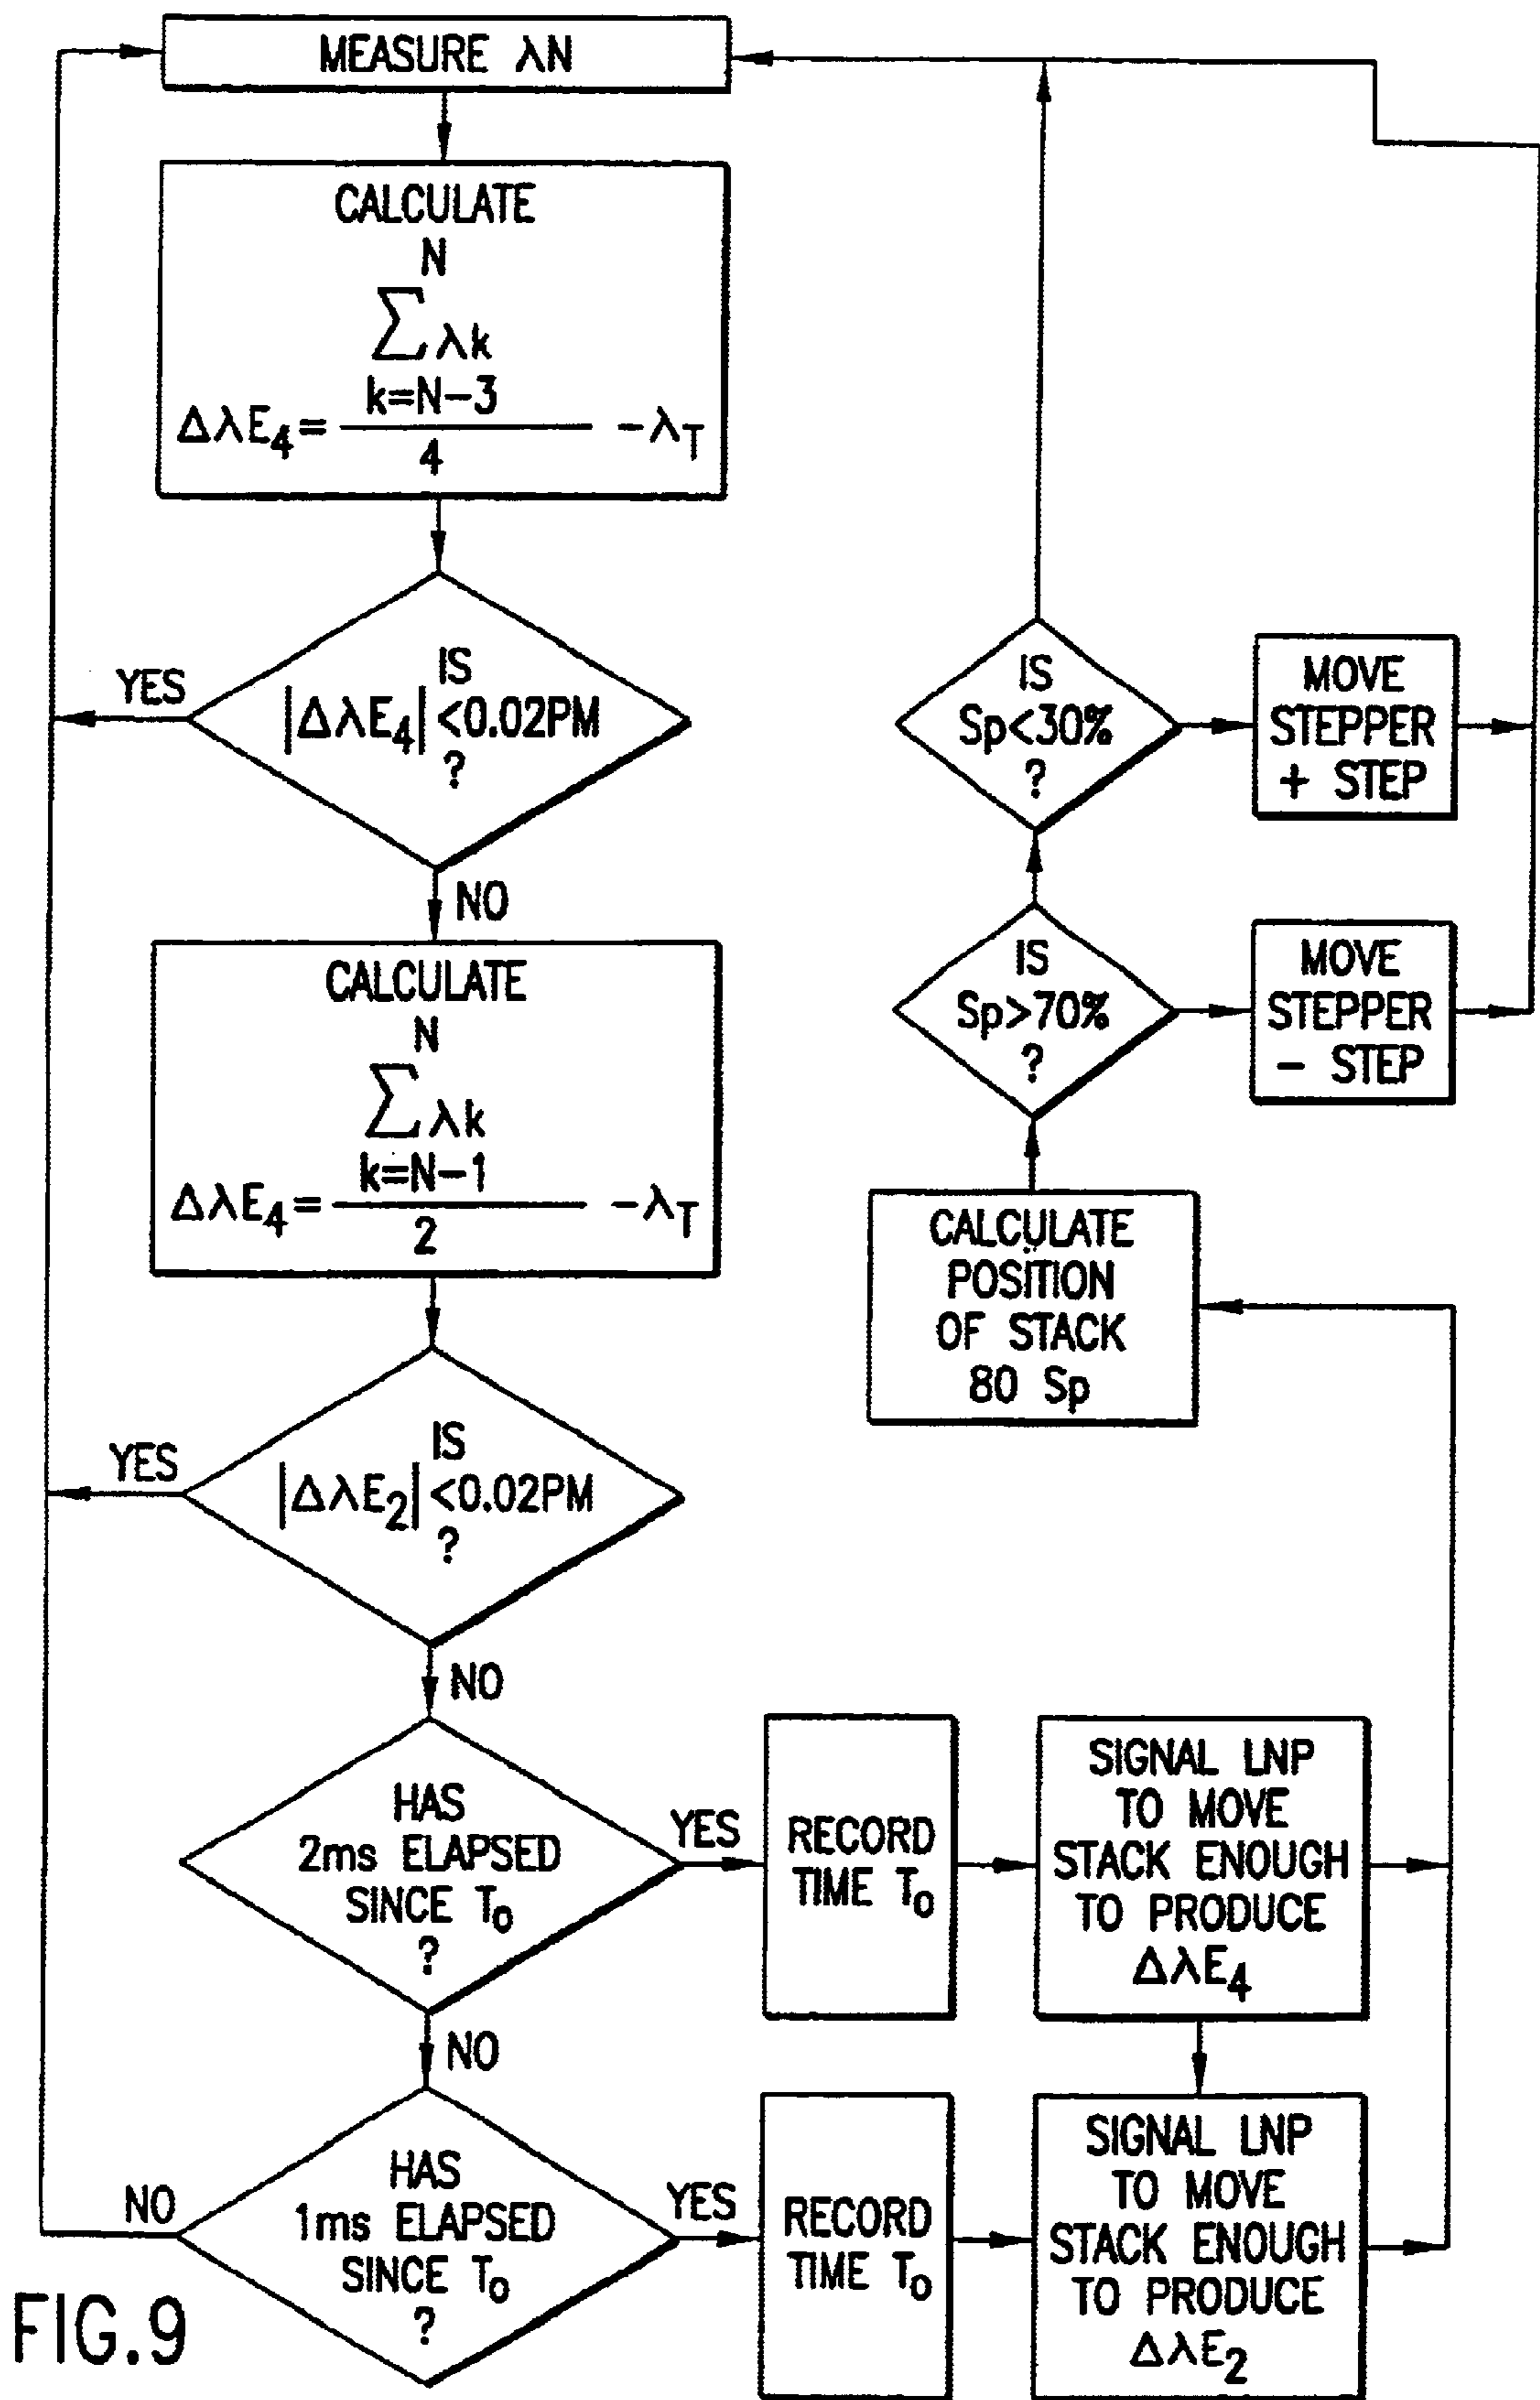 MEASURE λN
CALCULATE
N
∑ λk
k=N-3
ΔλE₄= -λT
4
IS
|ΔλE₄| <0.02PM
?
YES
NO
CALCULATE
N
∑ λk
k=N-1
ΔλE₄= -λT
2
IS
|ΔλE₂| <0.02PM
?
YES
NO
HAS
2ms ELAPSED
SINCE T₀
?
YES
NO
RECORD
TIME T₀
SIGNAL LNP
TO MOVE
STACK ENOUGH
TO PRODUCE
ΔλE₄
HAS
1ms ELAPSED
SINCE T₀
?
NO
YES
RECORD
TIME T₀
SIGNAL LNP
TO MOVE
STACK ENOUGH
TO PRODUCE
ΔλE₂
CALCULATE
POSITION
OF STACK
80 Sp
IS
Sp>70%
?
MOVE
STEPPER
- STEP
IS
Sp<30%
?
MOVE
STEPPER
+ STEP
FIG.9